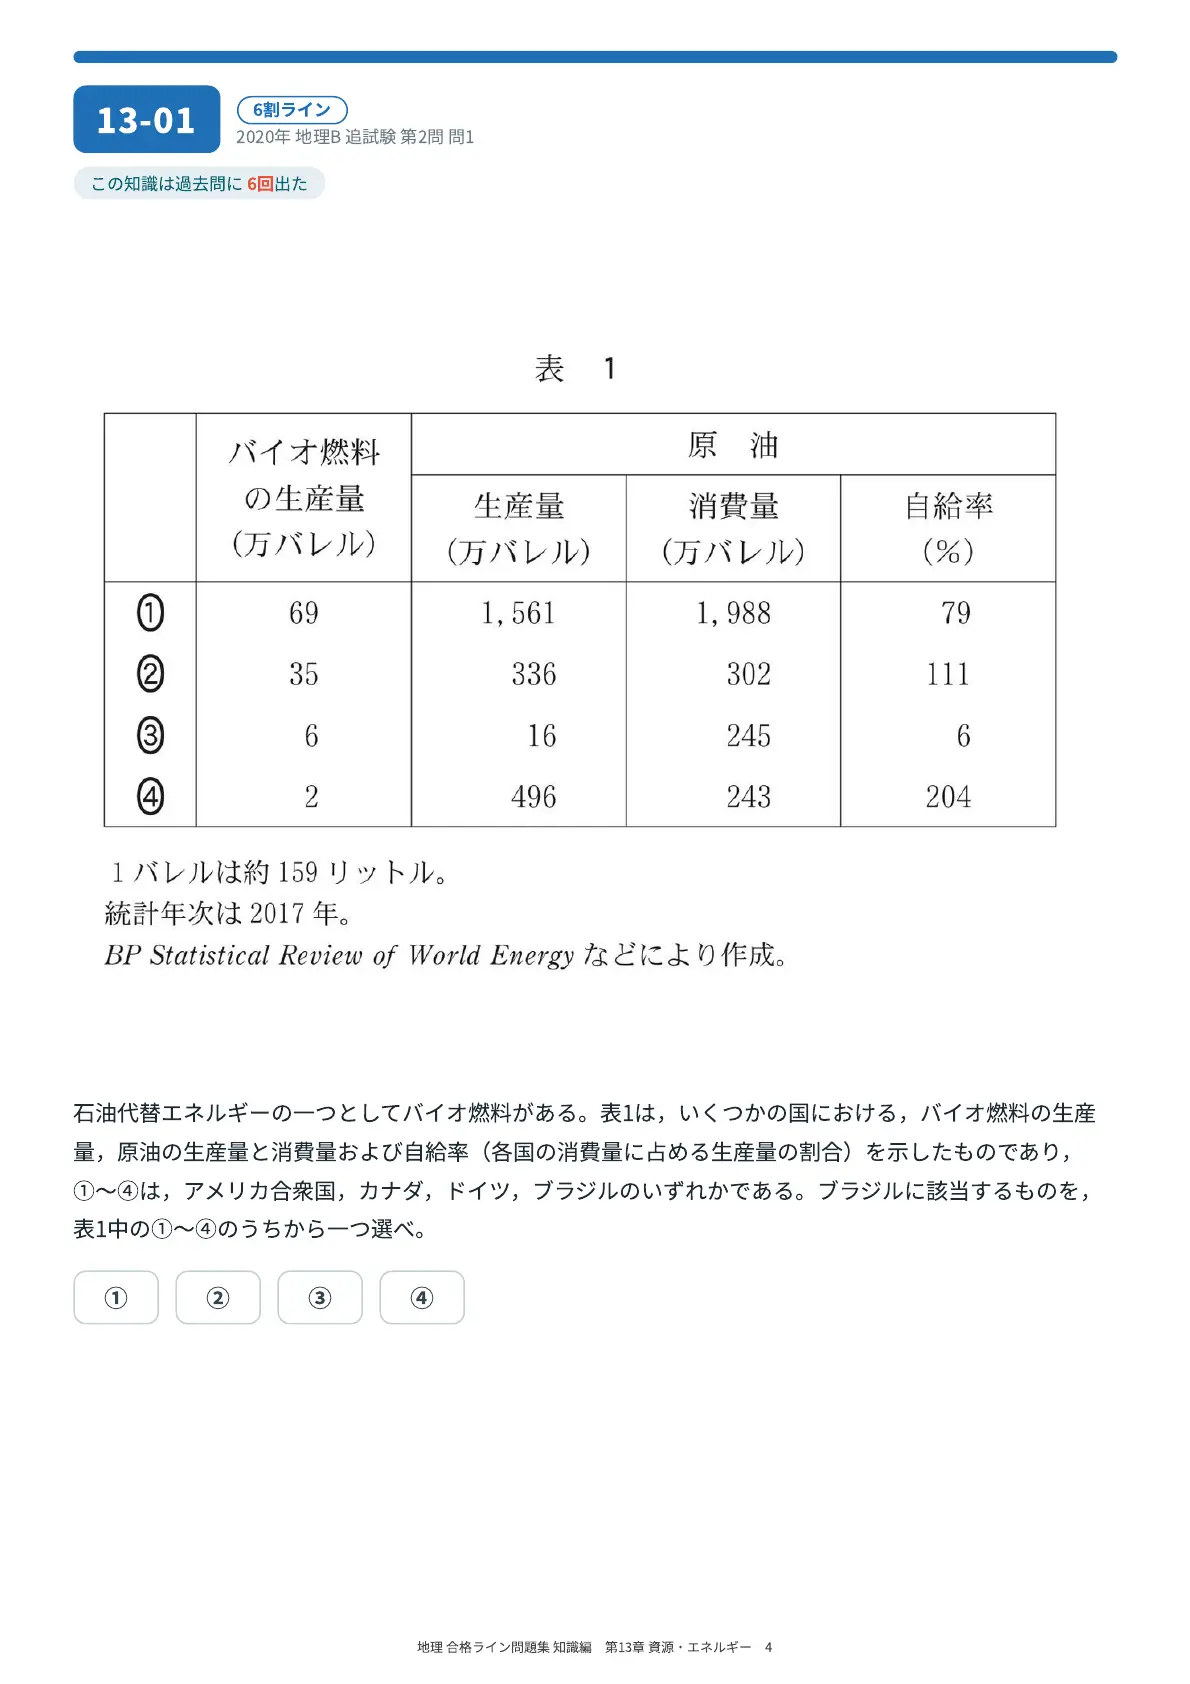 13-01
6割ライン
2020年 地理B 追試験 第2問 問1
この知識は過去問に 6回出た
表 1
バイオ燃料の生産量(万バレル) 原 油
生産量(万バレル) 消費量(万バレル) 自給率(%)
① 69 1,561 1,988 79
② 35 336 302 111
③ 6 16 245 6
④ 2 496 243 204
1 バレルは約 159 リットル。
統計年次は 2017 年。
BP Statistical Review of World Energy などにより作成。
石油代替エネルギーの一つとしてバイオ燃料がある。表1は，いくつかの国における，バイオ燃料の生産
量，原油の生産量と消費量および自給率（各国の消費量に占める生産量の割合）を示したものであり，
①～④は，アメリカ合衆国，カナダ，ドイツ，ブラジルのいずれかである。ブラジルに該当するものを，
表1中の①～④のうちから一つ選べ。
① ② ③ ④
地理 合格ライン問題集 知識編 第13章 資源・エネルギー 4